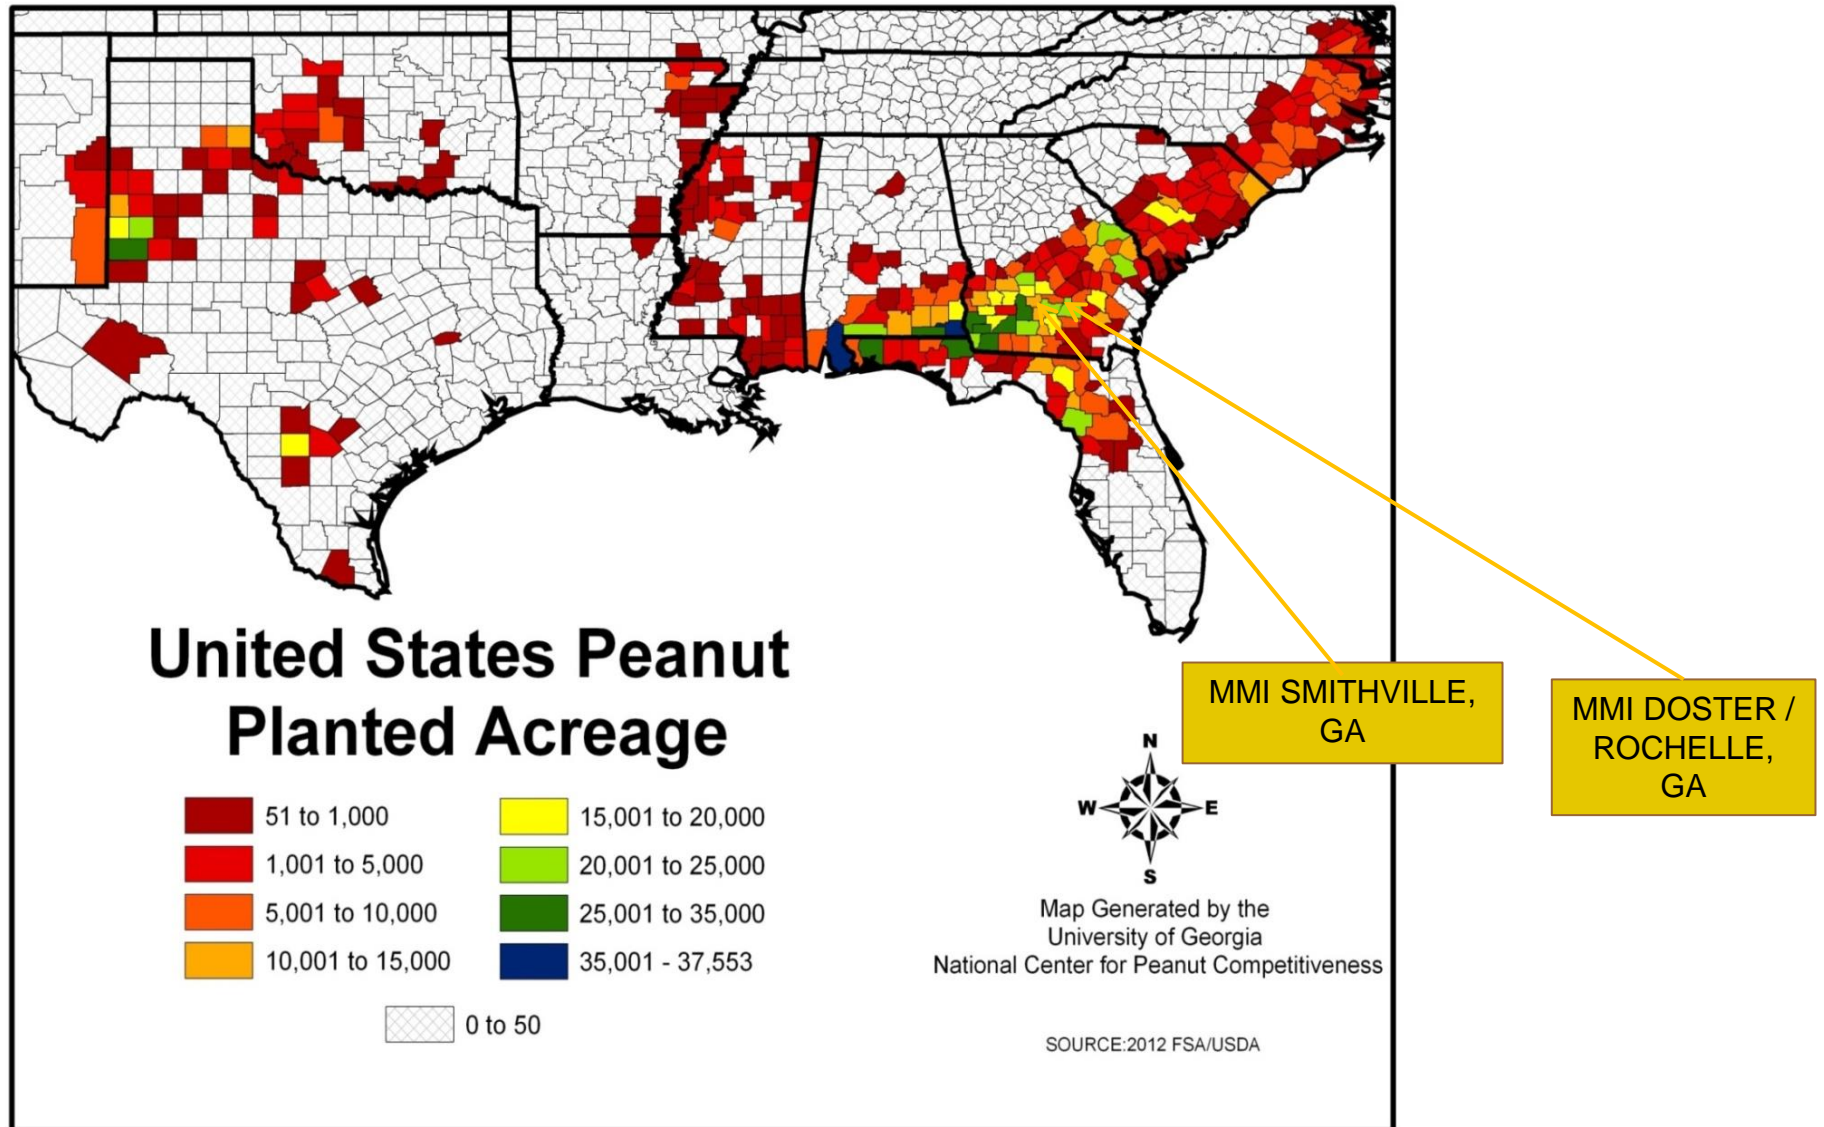 United States Peanut
Planted Acreage
51 to 1,000
1,001 to 5,000
5,001 to 10,000
10,001 to 15,000
15,001 to 20,000
20,001 to 25,000
25,001 to 35,000
35,001 - 37,553
0 to 50
MMI SMITHVILLE,
GA
MMI DOSTER /
ROCHELLE,
GA
N
W
E
S
Map Generated by the
University of Georgia
National Center for Peanut Competitiveness
SOURCE:2012 FSA/USDA